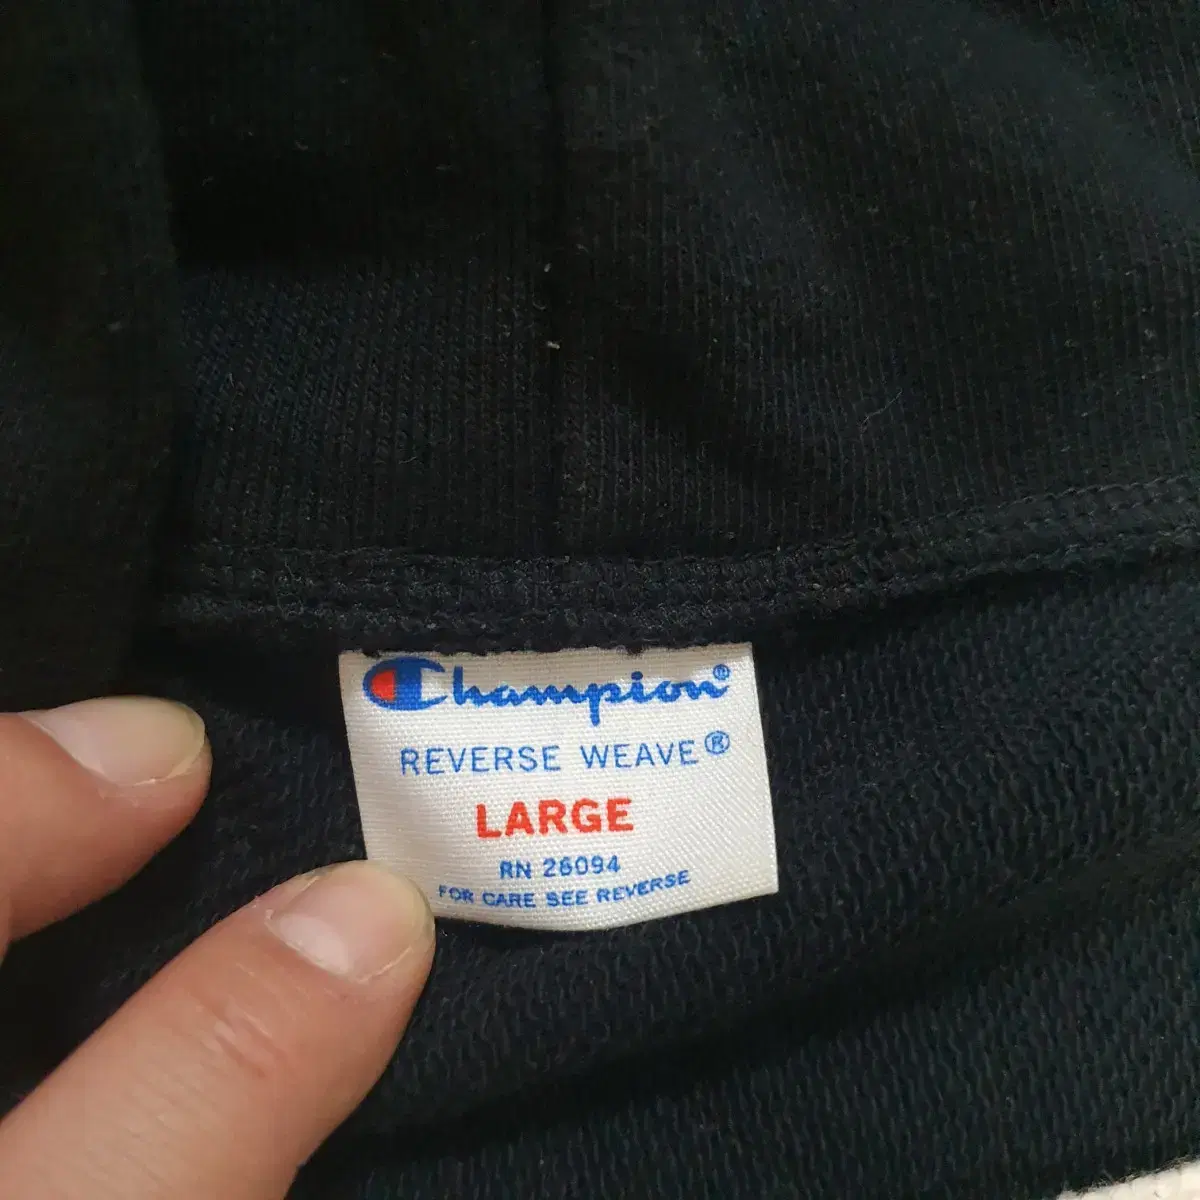 Champion®
REVERSE WEAVE®
LARGE
RN 26094
FOR CARE SEE REVERSE